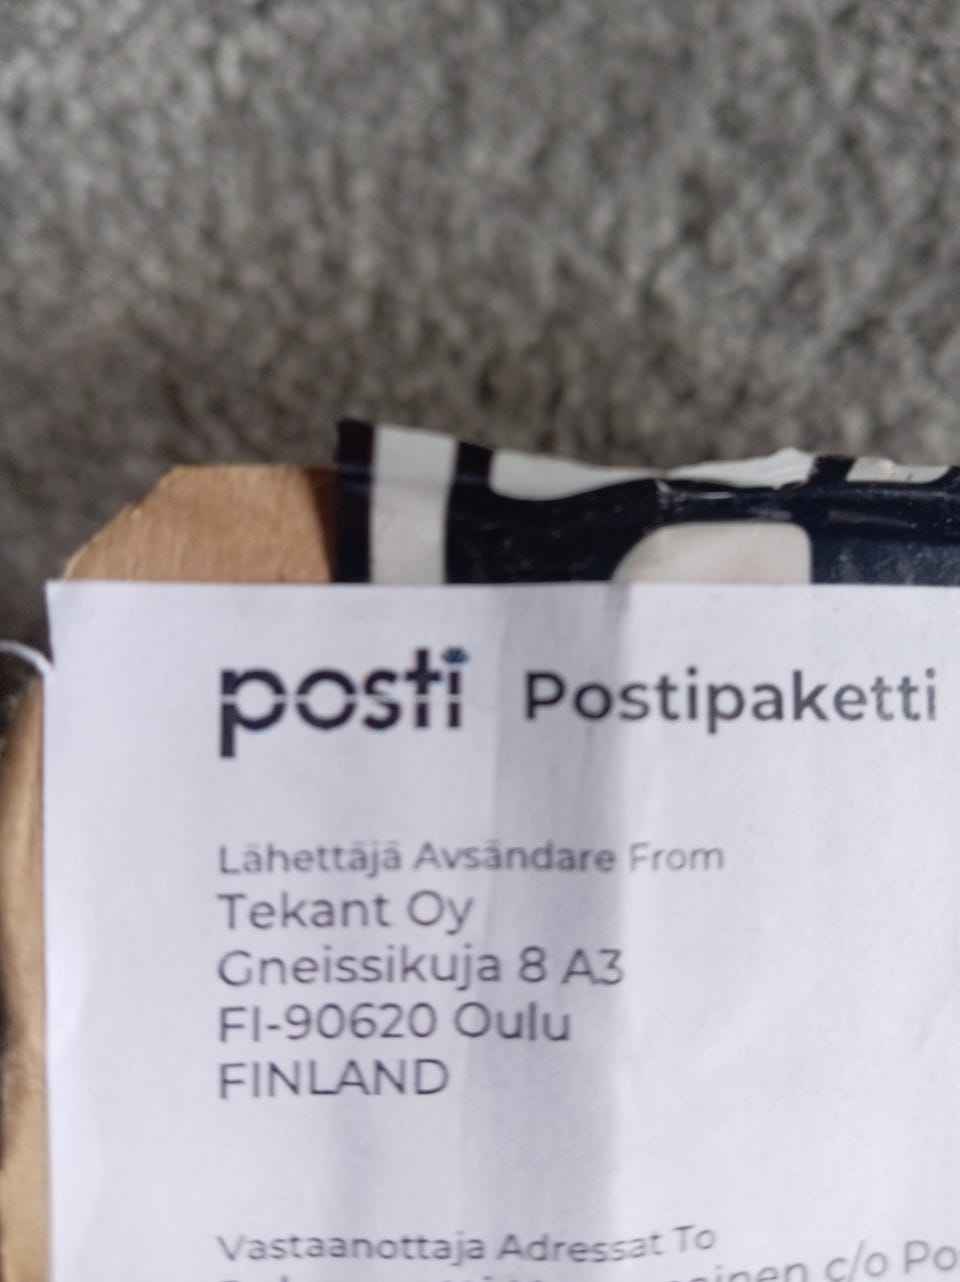 posti Postipaketti
Lähettäjä Avsändare From
Tekant Oy
Gneissikuja 8 A3
FI-90620 Oulu
FINLAND
Vastaanottaja Adressat To
c/o